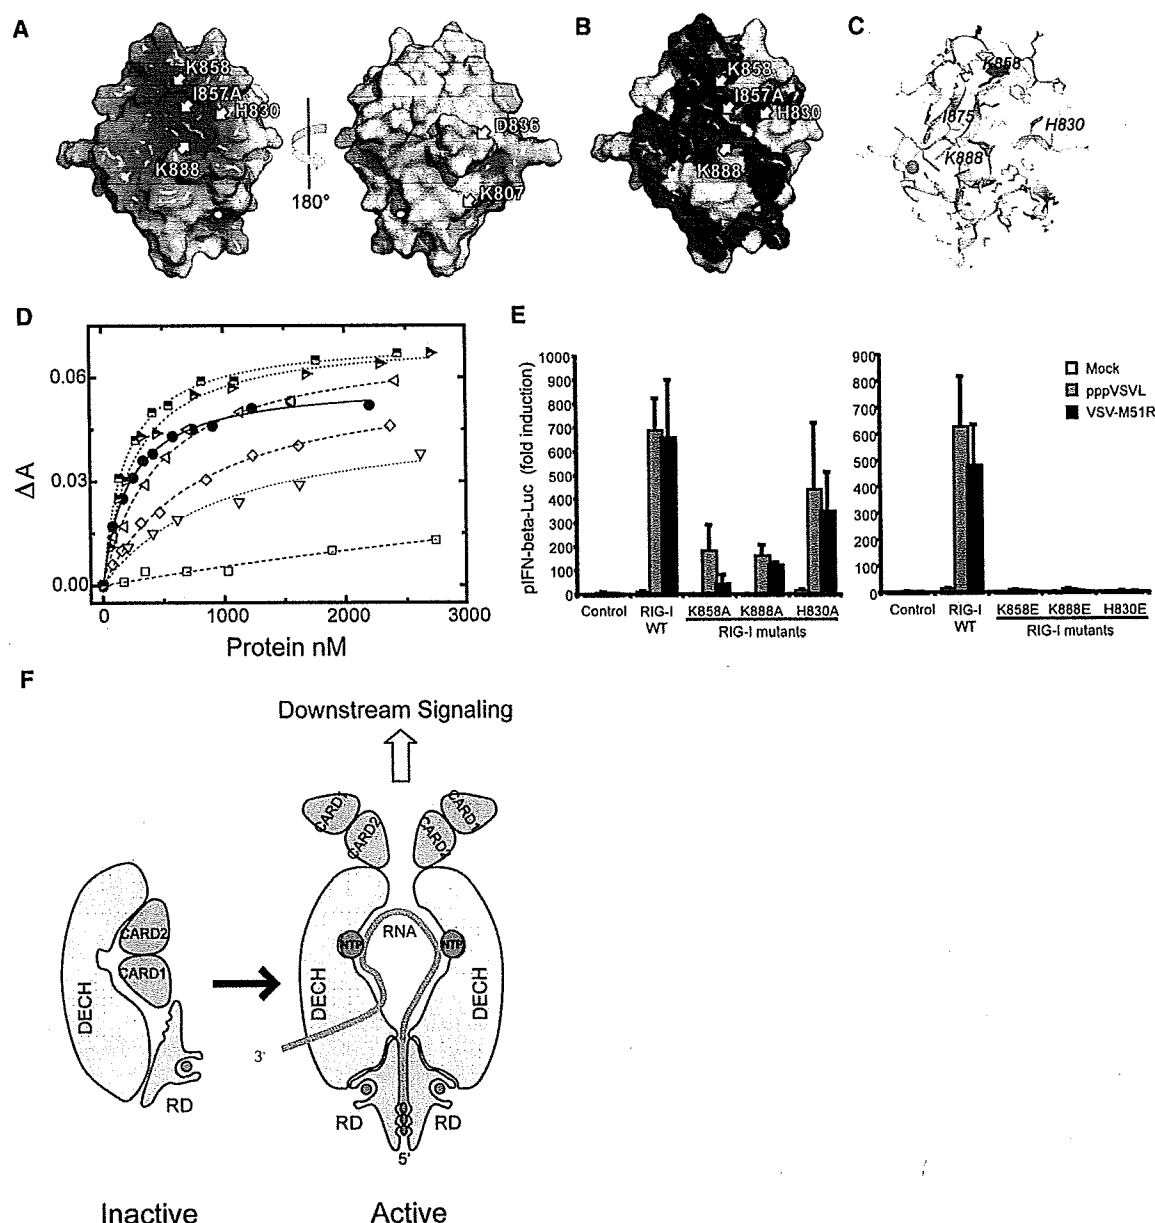 A
K858
I857A
H830
K888
180°
D836
K807
B
K858
I857A
H830
K888
C
K858
I875
H830
K888
D
ΔA
0.06
0.03
0.00
0 1000 2000 3000
Protein nM
E
pIFN-beta-Luc (fold induction)
1000
900
800
700
600
500
400
300
200
100
0
Control RIG-I WT K858A K888A H830A
RIG-I mutants
900
800
700
600
500
400
300
200
100
0
Control RIG-I WT K858E K888E H830E
RIG-I mutants
Mock
pppVSVL
VSV-M51R
F
Downstream Signaling
CARD1 CARD2 CARD2 CARD1
CARD2
CARD1
DECH
RD
NTP RNA NTP
DECH DECH
3'
RD RD
5'
Inactive Active